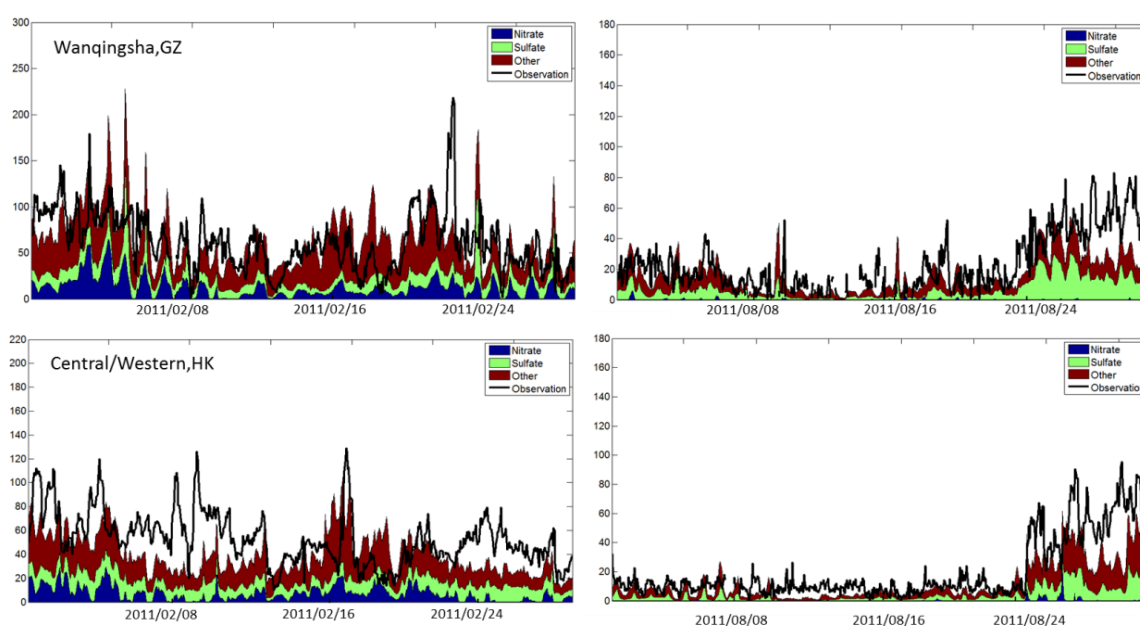 300
250
200
150
100
50
0
Wanqingsha,GZ
Nitrate
Sulfate
Other
Observation
2011/02/08
2011/02/16
2011/02/24
180
160
140
120
100
80
60
40
20
0
Nitrate
Sulfate
Other
Observation
2011/08/08
2011/08/16
2011/08/24
220
200
180
160
140
120
100
80
60
40
20
0
Central/Western,HK
Nitrate
Sulfate
Other
Observation
2011/02/08
2011/02/16
2011/02/24
180
160
140
120
100
80
60
40
20
0
Nitrate
Sulfate
Other
Observation
2011/08/08
2011/08/16
2011/08/24